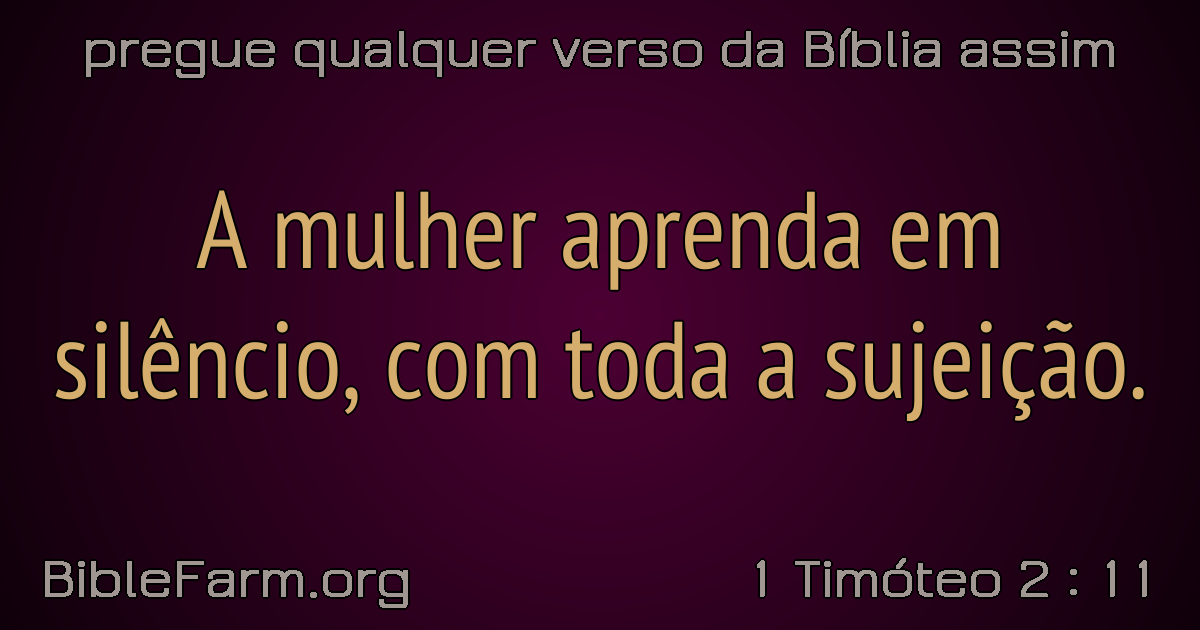 pregue qualquer verso da Bíblia assim
A mulher aprenda em
silêncio, com toda a sujeição.
BibleFarm.org
1 Timóteo 2 : 11